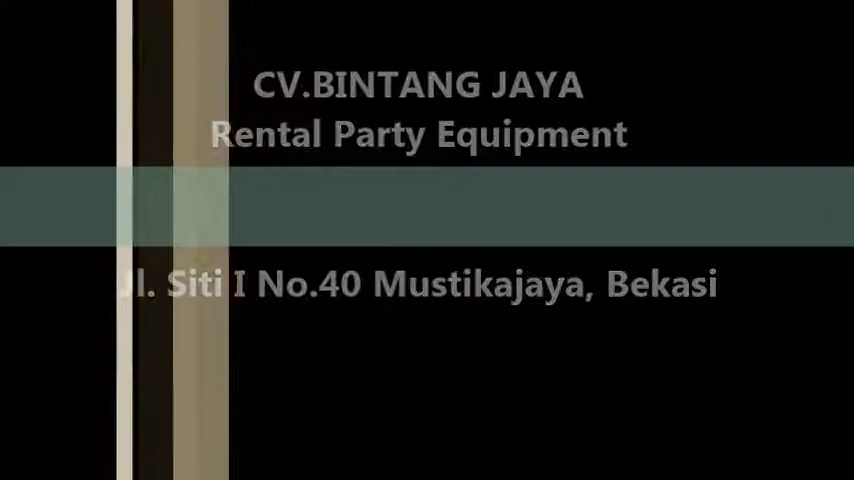 CV.BINTANG JAYA
Rental Party Equipment
Jl. Siti I No.40 Mustikajaya, Bekasi